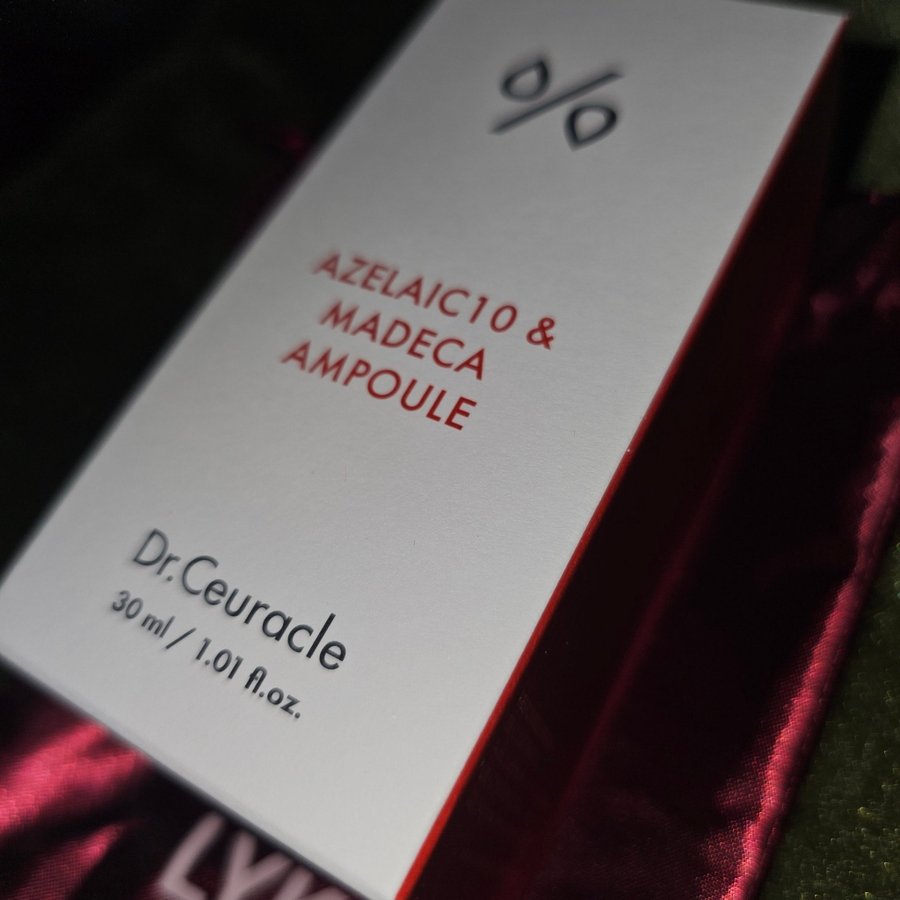 AZELAIC10 &
MADECA
AMPOULE
Dr.Ceuracle
30 ml / 1.01 fl.oz.